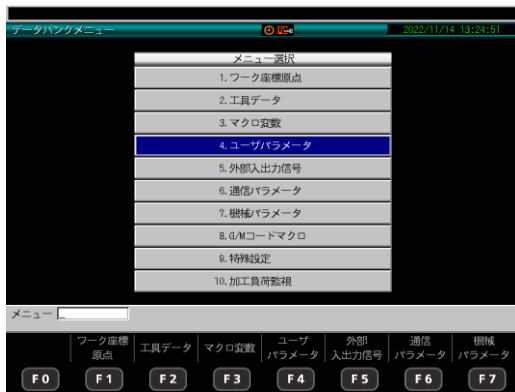 データバンクメニュー
2022/11/14 13:24:51
メニュー選択
1.ワーク座標原点
2.工具データ
3.マクロ変数
4.ユーザパラメータ
5.外部入出力信号
6.通信パラメータ
7.機械パラメータ
8.G/Mコードマクロ
9.特殊設定
10.加工負荷監視
メニュー
ワーク座標
原点
工具データ
マクロ変数
ユーザ
パラメータ
外部
入出力信号
通信
パラメータ
機械
パラメータ
F0 F1 F2 F3 F4 F5 F6 F7